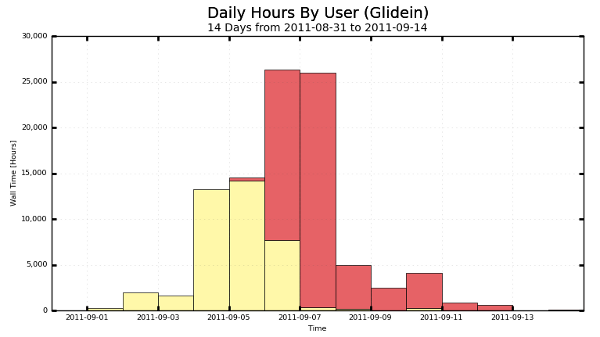 Daily Hours By User (Glidein)
14 Days from 2011-08-31 to 2011-09-14
30,000
25,000
20,000
15,000
10,000
5,000
0
Wall Time [Hours]
2011-09-01 2011-09-03 2011-09-05 2011-09-07 2011-09-09 2011-09-11 2011-09-13
Time